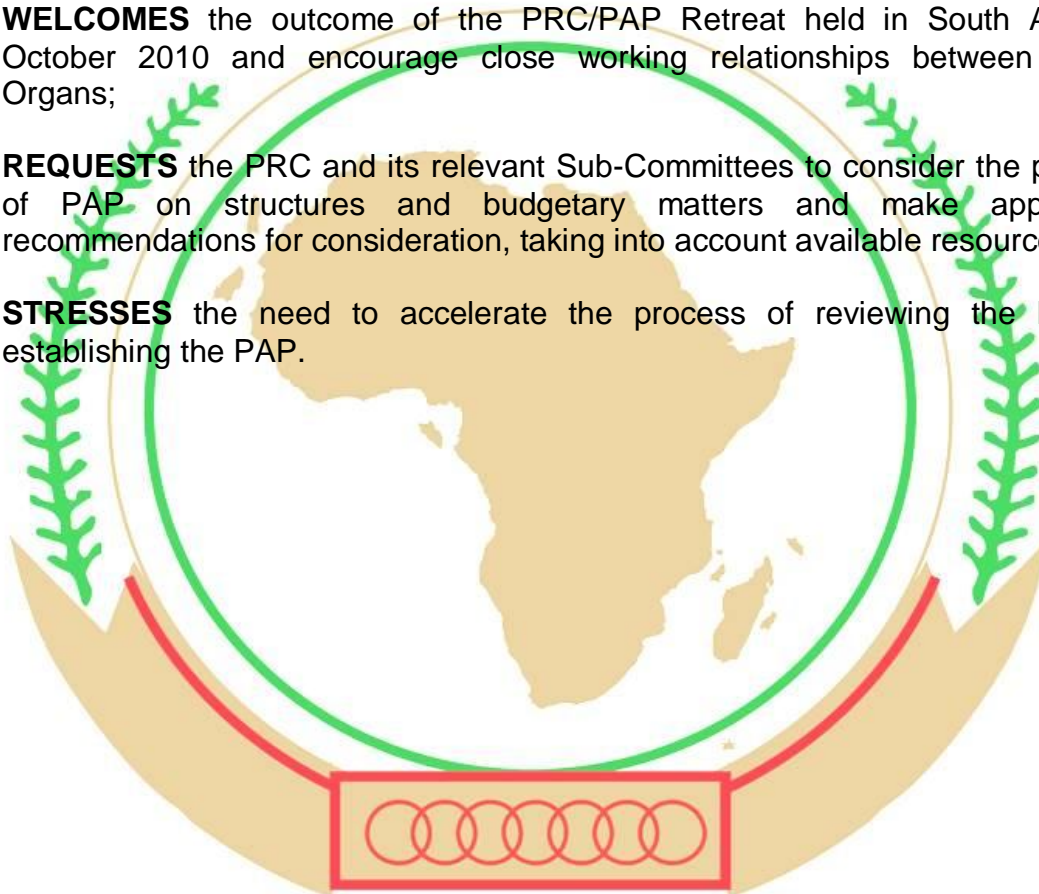 WELCOMES the outcome of the PRC/PAP Retreat held in South
October 2010 and encourage close working relationships between
Organs;
REQUESTS the PRC and its relevant Sub-Committees to consider the
of PAP on structures and budgetary matters and make
recommendations for consideration, taking into account available
STRESSES the need to accelerate the process of reviewing the
establishing the PAP.